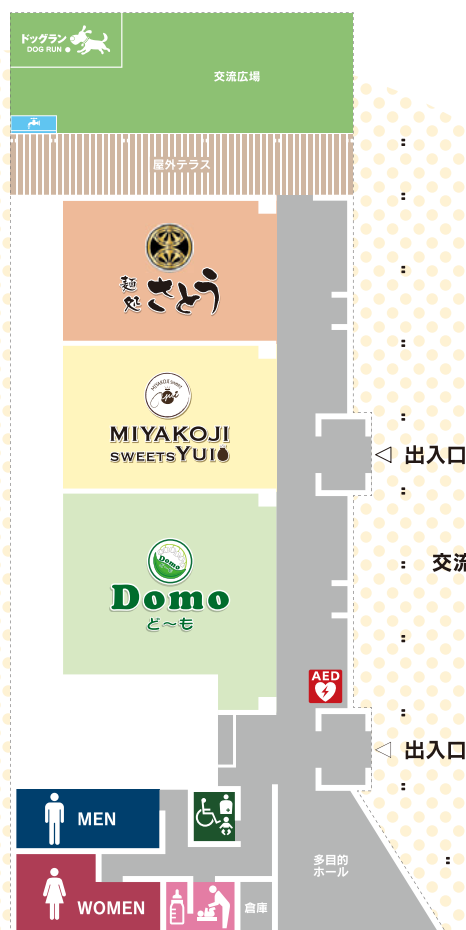 ドッグラン
DOG RUN
交流広場
屋外テラス
麺処
さとう
MIYAKOJI SWEET
yui
MIYAKOJI
SWEETS YUI
出入口
Domo
Domo
ど〜も
交流
AED
出入口
MEN
多目的
ホール
WOMEN
倉庫